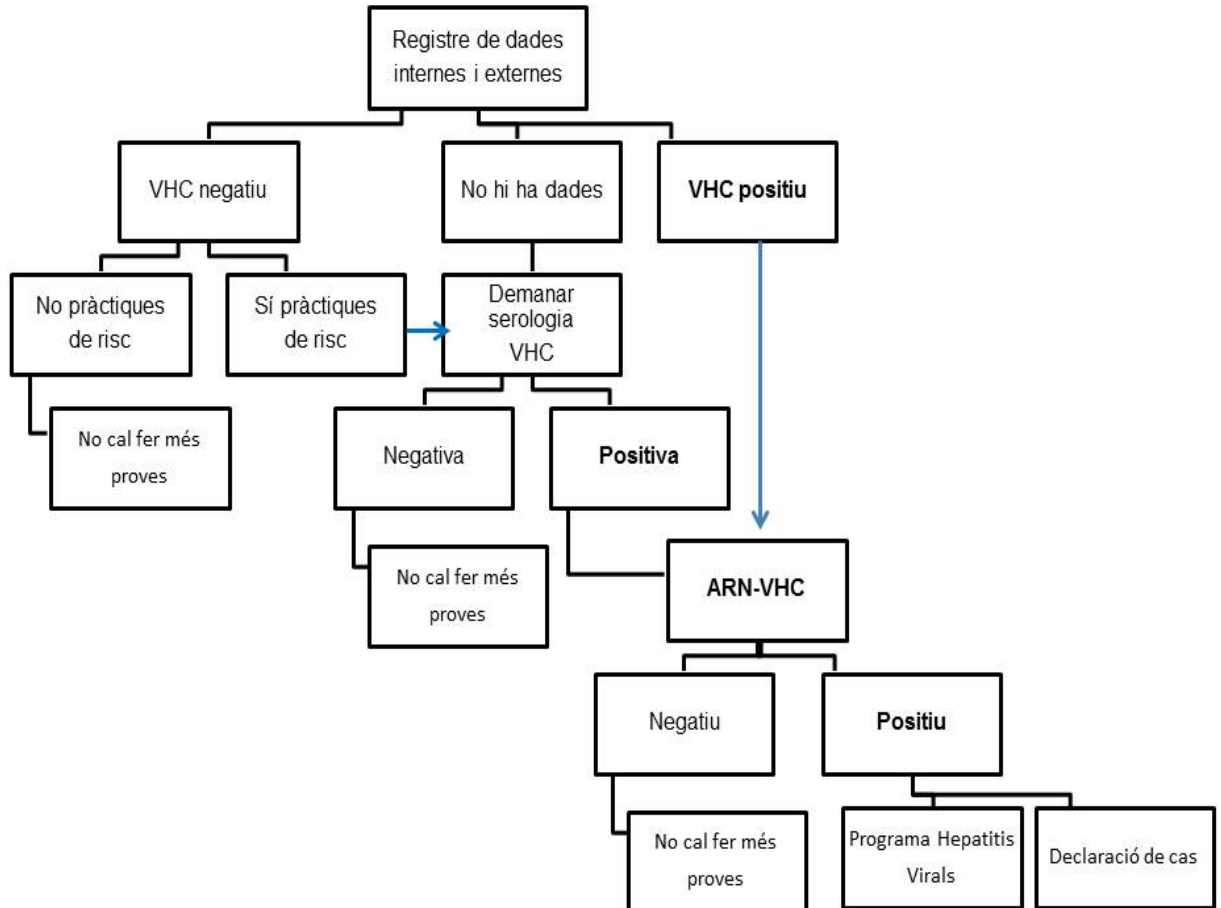 Registre de dades
internes i externes
VHC negatiu
No hi ha dades
VHC positiu
No pràctiques
de risc
Sí pràctiques
de risc
Demanar
serologia
VHC
No cal fer més
proves
Negativa
Positiva
No cal fer més
proves
ARN-VHC
Negatiu
Positiu
No cal fer més
proves
Programa Hepatitis
Virals
Declaració de cas